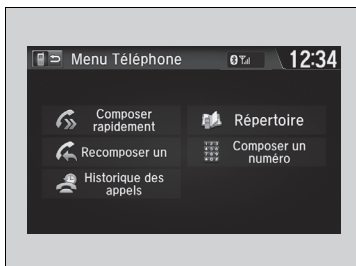 Menu Téléphone
12:34
Composer
rapidement
Répertoire
Recomposer un
Composer un
numéro
Historique des
appels